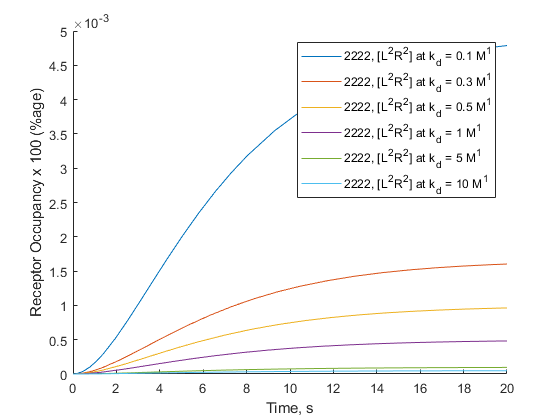 ×10⁻³
5
4.5
4
3.5
3
2.5
2
1.5
1
0.5
0
Receptor Occupancy x 100 (%age)
2222, [L²R²] at k_d = 0.1 M¹
2222, [L²R²] at k_d = 0.3 M¹
2222, [L²R²] at k_d = 0.5 M¹
2222, [L²R²] at k_d = 1 M¹
2222, [L²R²] at k_d = 5 M¹
2222, [L²R²] at k_d = 10 M¹
0 2 4 6 8 10 12 14 16 18 20
Time, s